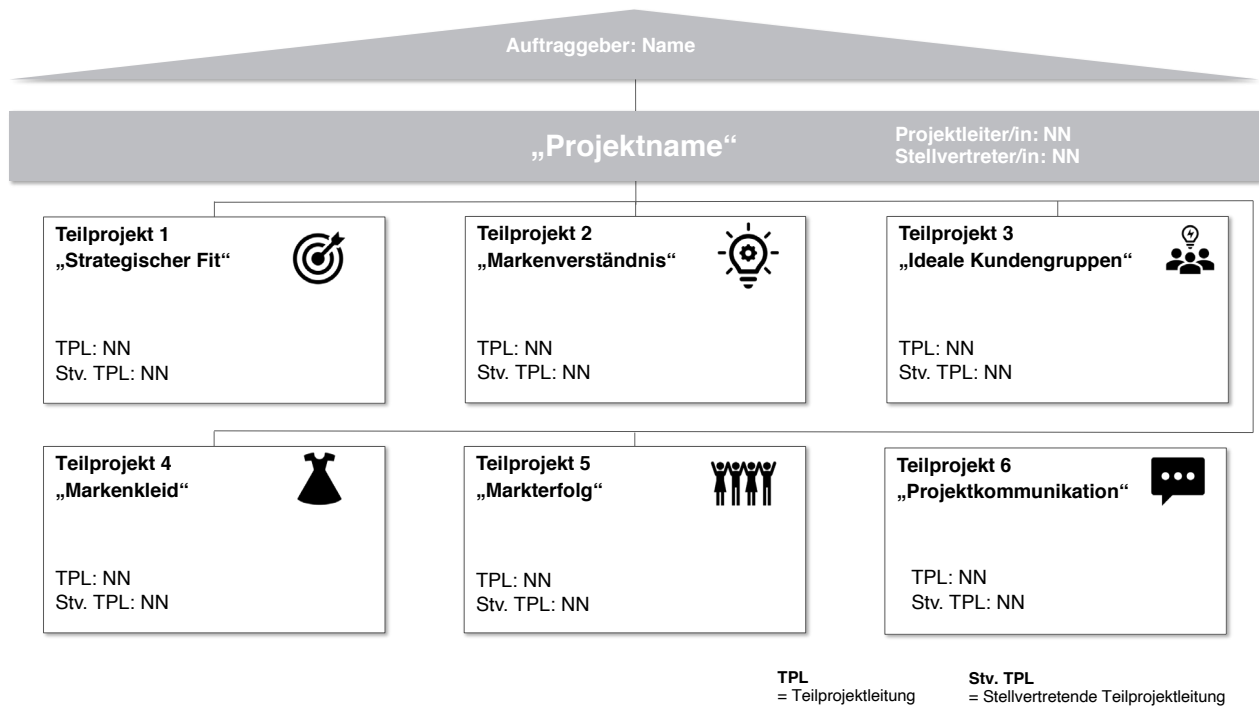 Auftraggeber: Name
„Projektname“
Projektleiter/in: NN
Stellvertreter/in: NN
Teilprojekt 1
„Strategischer Fit“
TPL: NN
Stv. TPL: NN
Teilprojekt 2
„Markenverständnis“
TPL: NN
Stv. TPL: NN
Teilprojekt 3
„Ideale Kundengruppen“
TPL: NN
Stv. TPL: NN
Teilprojekt 4
„Markenkleid“
TPL: NN
Stv. TPL: NN
Teilprojekt 5
„Markterfolg“
TPL: NN
Stv. TPL: NN
Teilprojekt 6
„Projektkommunikation“
TPL: NN
Stv. TPL: NN
TPL
= Teilprojektleitung
Stv. TPL
= Stellvertretende Teilprojektleitung